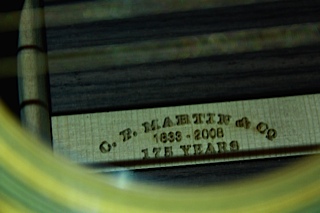 C. F. MARTIN & CO
1833 - 2008
175 YEARS